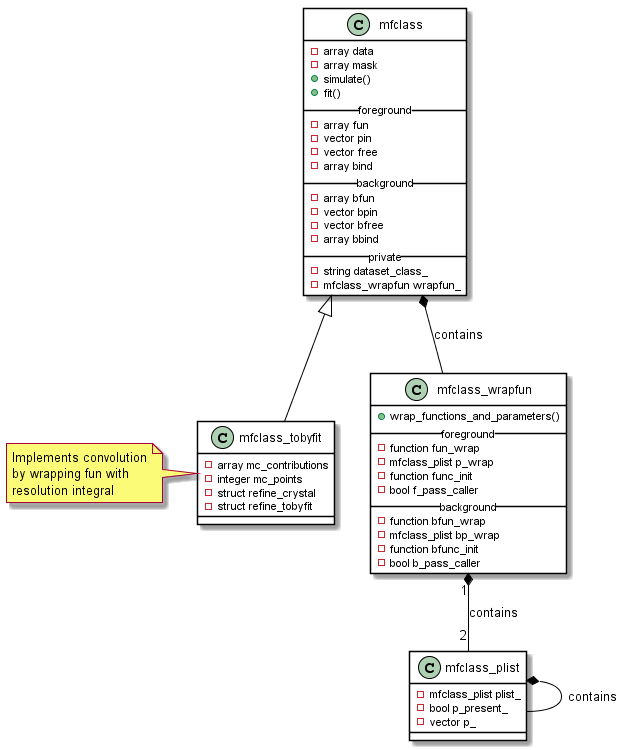 C mfclass
array data
array mask
simulate()
fit()
foreground
array fun
vector pin
vector free
array bind
background
array bfun
vector bpin
vector bfree
array bbind
private
string dataset_class_
mfclass_wrapfun wrapfun_
contains
C mfclass_wrapfun
wrap_functions_and_parameters()
foreground
function fun_wrap
mfclass_plist p_wrap
function func_init
bool f_pass_caller
background
function bfun_wrap
mfclass_plist bp_wrap
function bfunc_init
bool b_pass_caller
C mfclass_tobyfit
array mc_contributions
integer mc_points
struct refine_crystal
struct refine_tobyfit
Implements convolution
by wrapping fun with
resolution integral
1
contains
2
C mfclass_plist
mfclass_plist plist_
bool p_present_
vector p_
contains